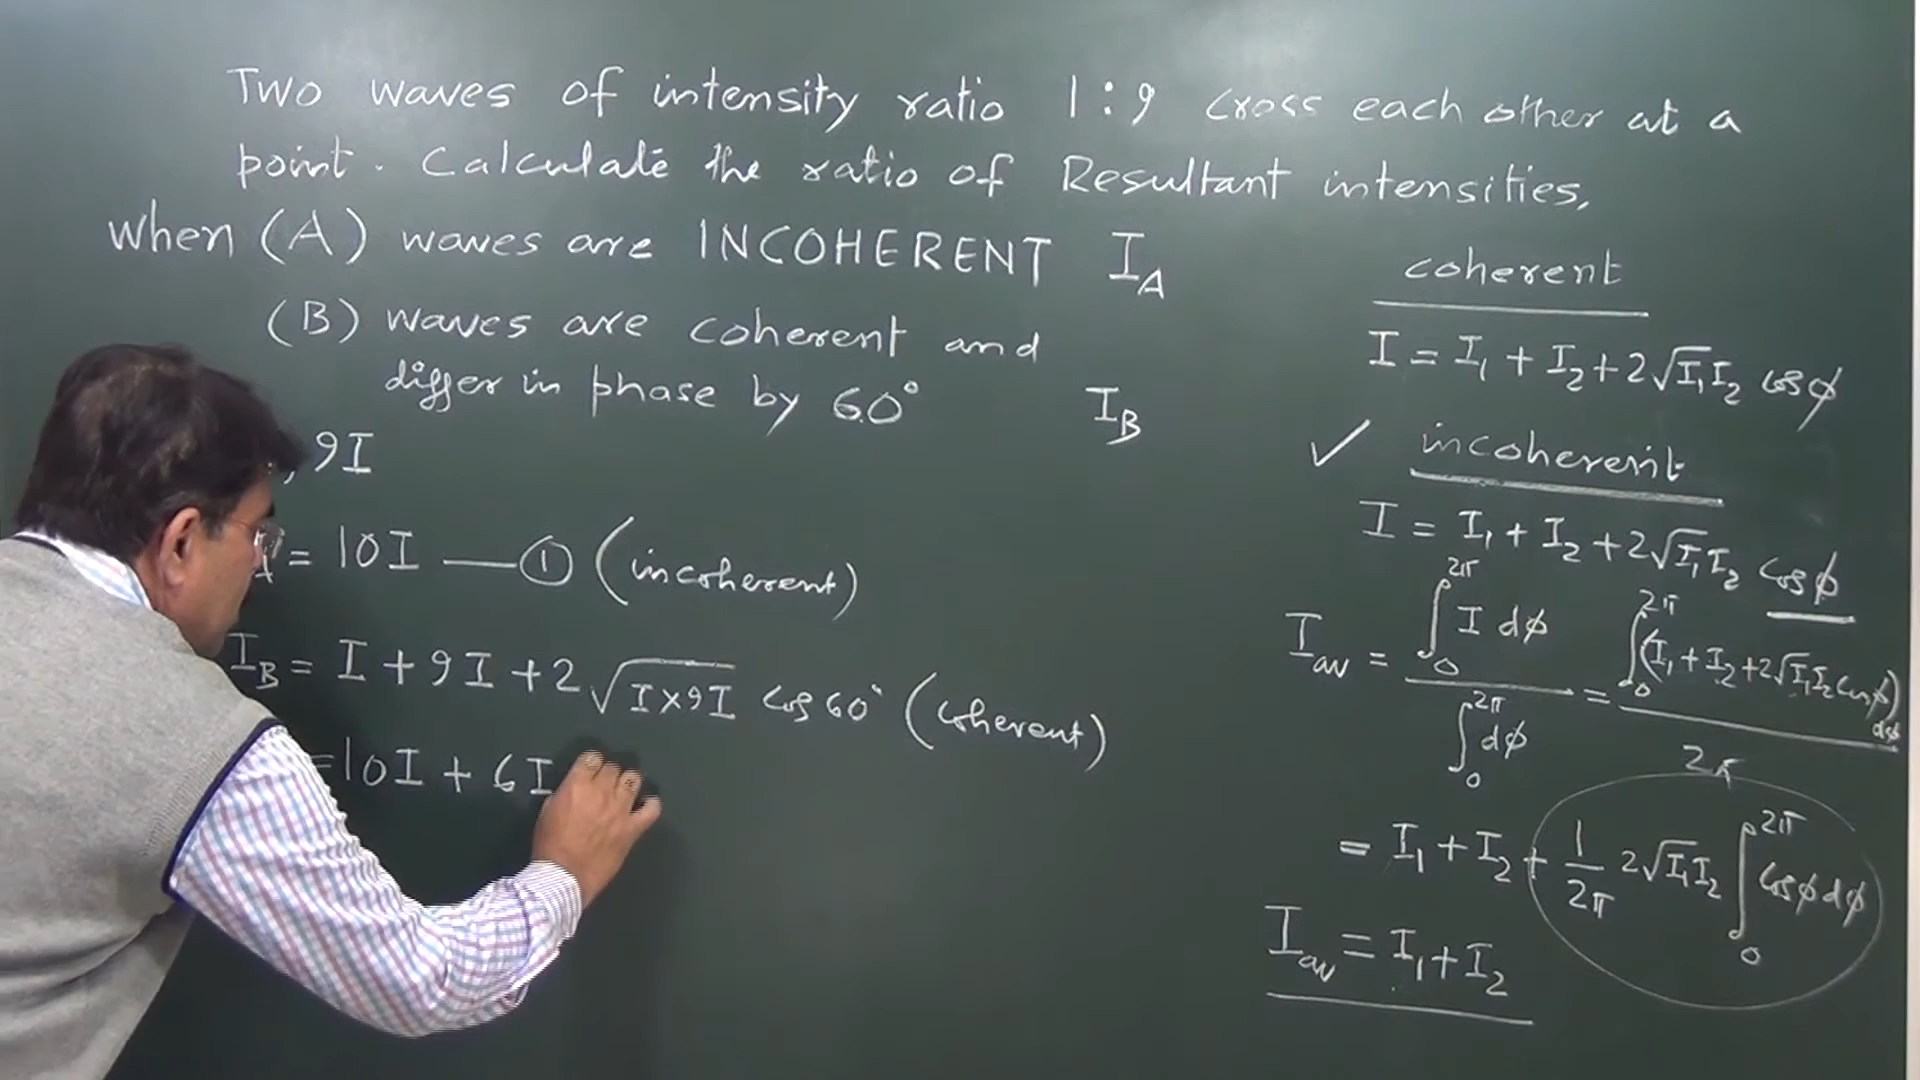 Two waves of intensity ratio 1:9 cross each other at a
point. Calculate the ratio of Resultant intensities,
when (A) waves are INCOHERENT I_A
(B) waves are coherent and
differ in phase by 60° I_B
, 9I
= 10I — ① (incoherent)
I_B = I + 9I + 2√(I×9I) cos 60° (coherent)
= 10I + 6I
coherent
I = I₁ + I₂ + 2√I₁I₂ cosϕ
✓ incoherent
I = I₁ + I₂ + 2√I₁I₂ cosϕ
I_av = ∫₀^2π I dϕ / ∫₀^2π dϕ = ∫₀^2π (I₁ + I₂ + 2√I₁I₂ cosϕ) dϕ / 2π
= I₁ + I₂ + 1/2π 2√I₁I₂ ∫₀^2π cosϕ dϕ
I_av = I₁ + I₂